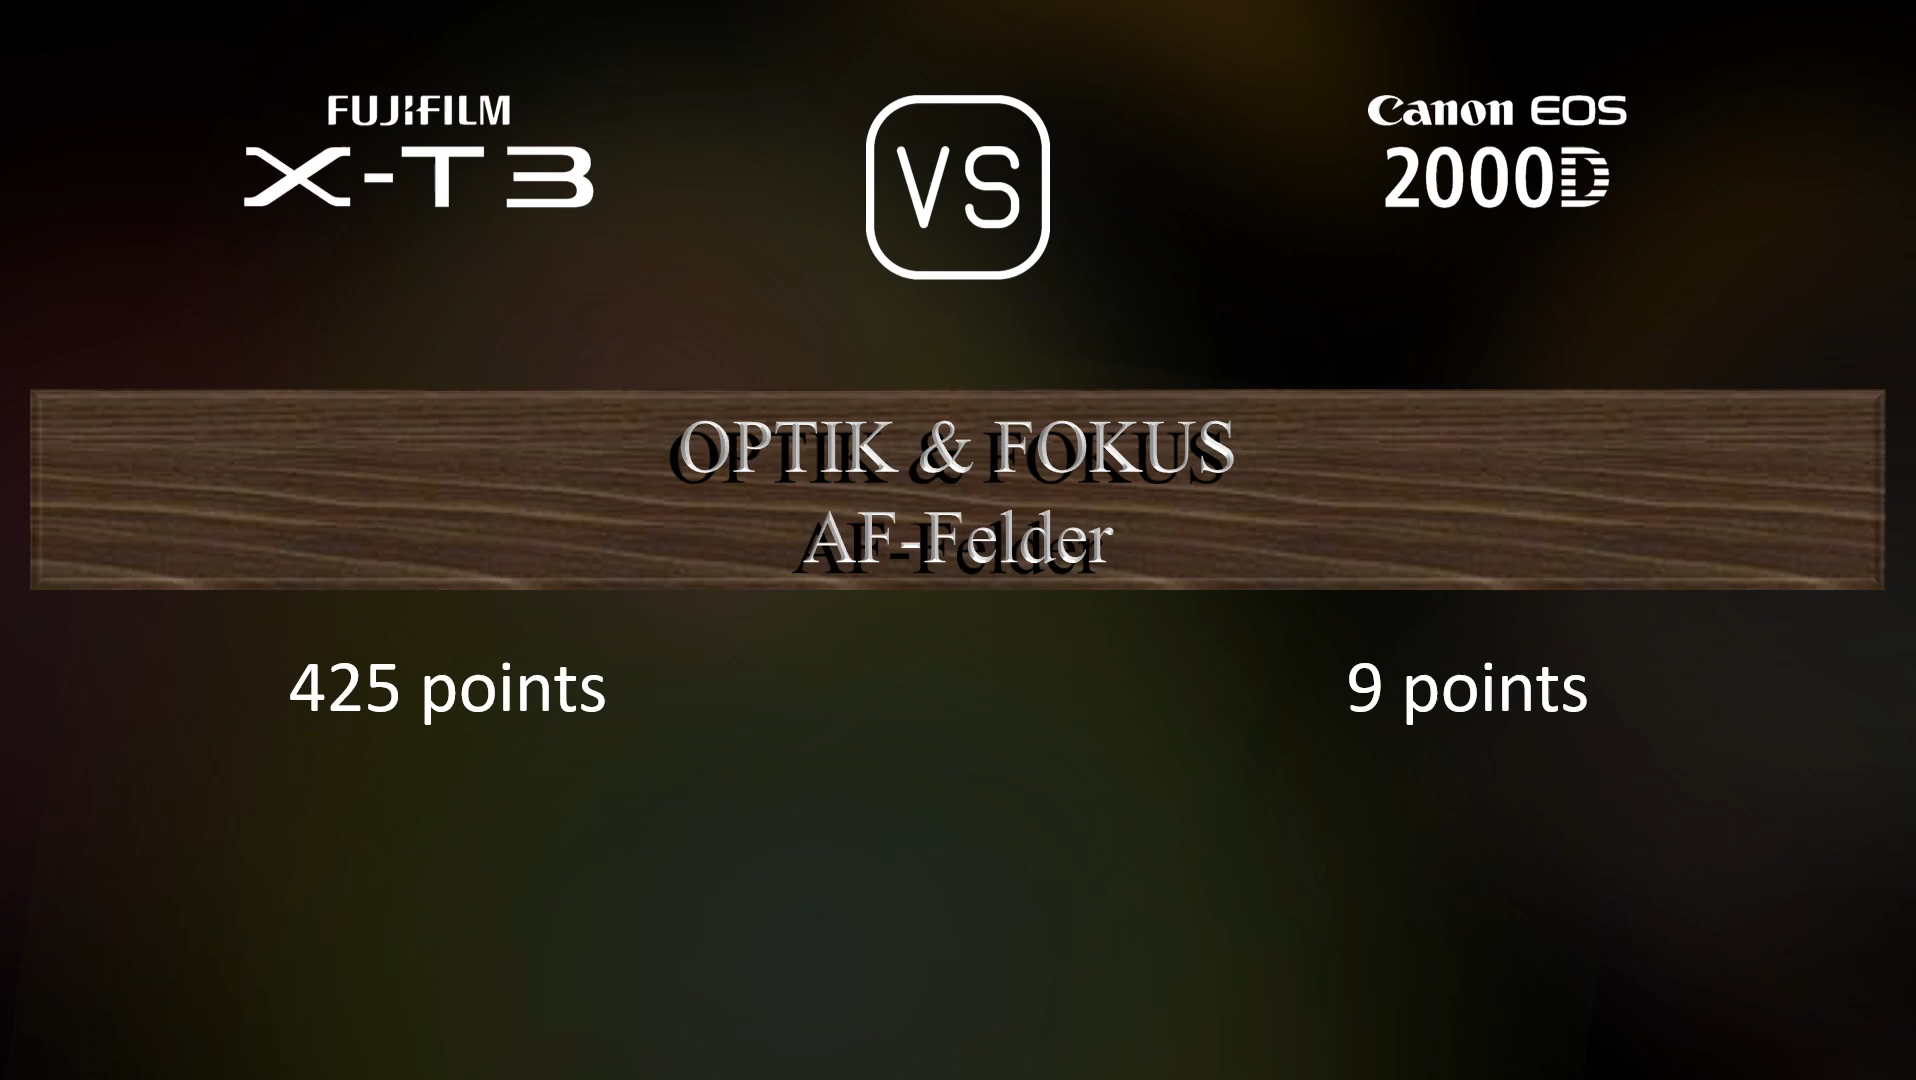 FUJIFILM
X-T3
VS
Canon EOS
2000D
OPTIK & FOKUS
AF-Felder
425 points
9 points